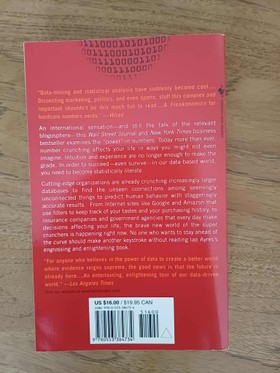 "Data-mining and statistical analysis have suddenly become cool....
Dissecting marketing, politics, and even sports, stuff this complex and
important shouldn't be this much fun to read....A Freakonomics for
hardcore numbers nerds." —Wired
An international sensation—and still the talk of the relevant
blogosphere—this Wall Street Journal and New York Times business
bestseller examines the "power" in numbers. Today more than ever,
number crunching affects your life in ways you might not even
imagine. Intuition and experience are no longer enough to make the
grade. In order to succeed—even survive—in our data-based world,
you need to become statistically literate.
Cutting-edge organizations are already crunching increasingly larger
databases to find the unseen connections among seemingly
unconnected things to predict human behavior with staggeringly
accurate results. From Internet sites like Google and Amazon that
use filters to keep track of your tastes and your purchasing history, to
insurance companies and government agencies that every day make
decisions affecting your life, the brave new world of the super
crunchers is happening right now. No one who wants to stay ahead of
the curve should make another keystroke without reading Ian Ayres's
engrossing and enlightening book.
"For anyone who believes in the power of data to create a better world
where evidence reigns supreme, the good news is that the future is
already here....An entertaining, enlightening tour of our data-driven
world." —Los Angeles Times
US $16.00 / $19.95 CAN
51600
9780553384734